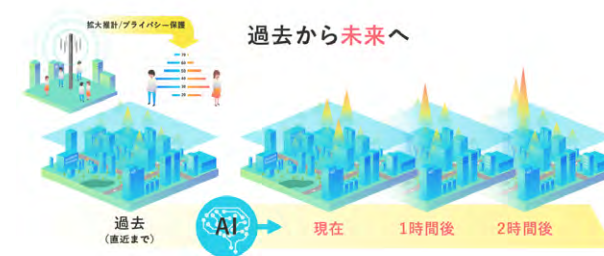 拡大推計/プライバシー保護
過去から未来へ
過去
(直近まで)
AI
現在
1時間後
2時間後